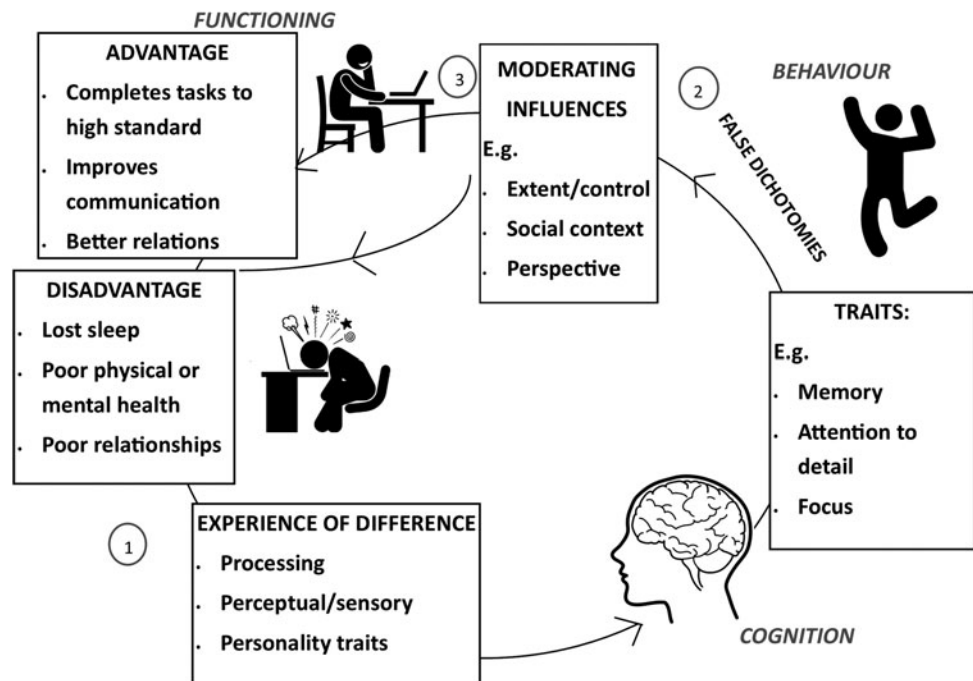 FUNCTIONING
ADVANTAGE
. Completes tasks to
high standard
. Improves
communication
. Better relations
DISADVANTAGE
. Lost sleep
. Poor physical or
mental health
. Poor relationships
#
1
EXPERIENCE OF DIFFERENCE
. Processing
. Perceptual/sensory
. Personality traits
COGNITION
TRAITS:
E.g.
. Memory
. Attention to
detail
. Focus
BEHAVIOUR
2
FALSE DICHOTOMIES
3
MODERATING
INFLUENCES
E.g.
. Extent/control
. Social context
. Perspective